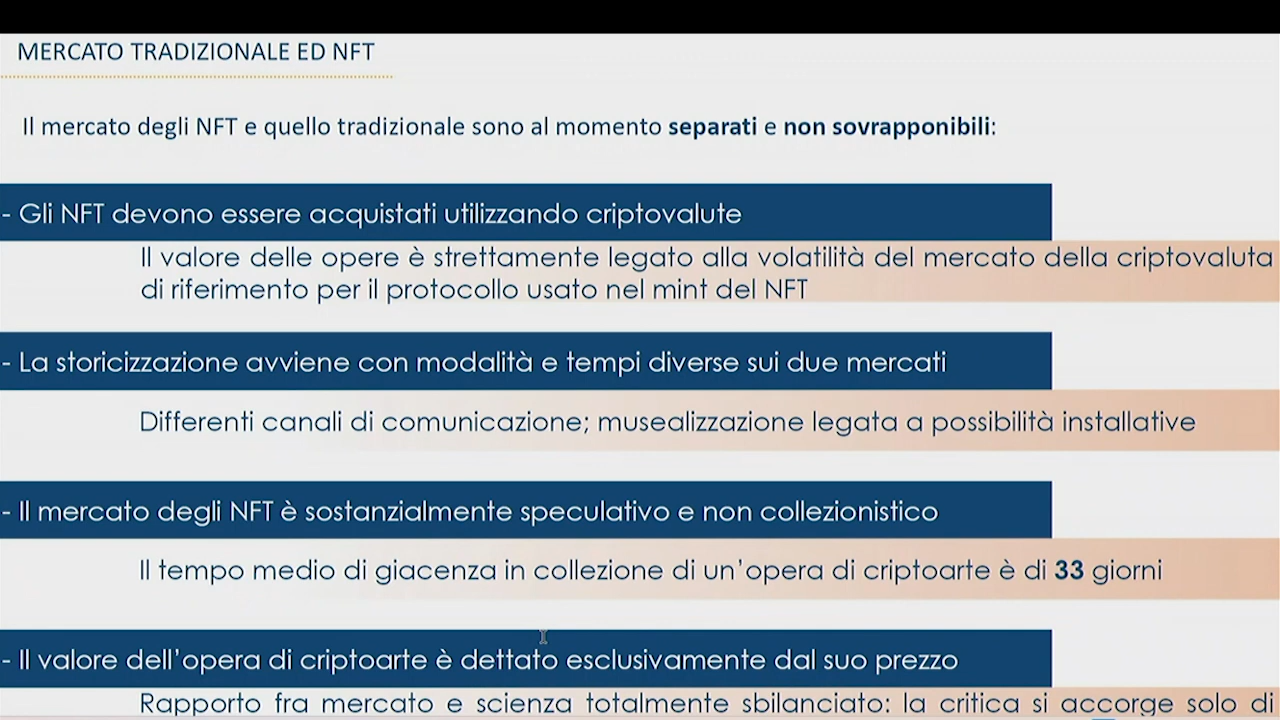 MERCATO TRADIZIONALE ED NFT
Il mercato degli NFT e quello tradizionale sono al momento separati e non sovrapponibili:
- Gli NFT devono essere acquistati utilizzando criptovalute
Il valore delle opere è strettamente legato alla volatilità del mercato della criptovaluta
di riferimento per il protocollo usato nel mint del NFT
- La storicizzazione avviene con modalità e tempi diverse sui due mercati
Differenti canali di comunicazione; musealizzazione legata a possibilità installative
- Il mercato degli NFT è sostanzialmente speculativo e non collezionistico
Il tempo medio di giacenza in collezione di un'opera di criptoarte è di 33 giorni
- Il valore dell'opera di criptoarte è dettato esclusivamente dal suo prezzo
Rapporto fra mercato e scienza totalmente sbilanciato: la critica si accorge solo di